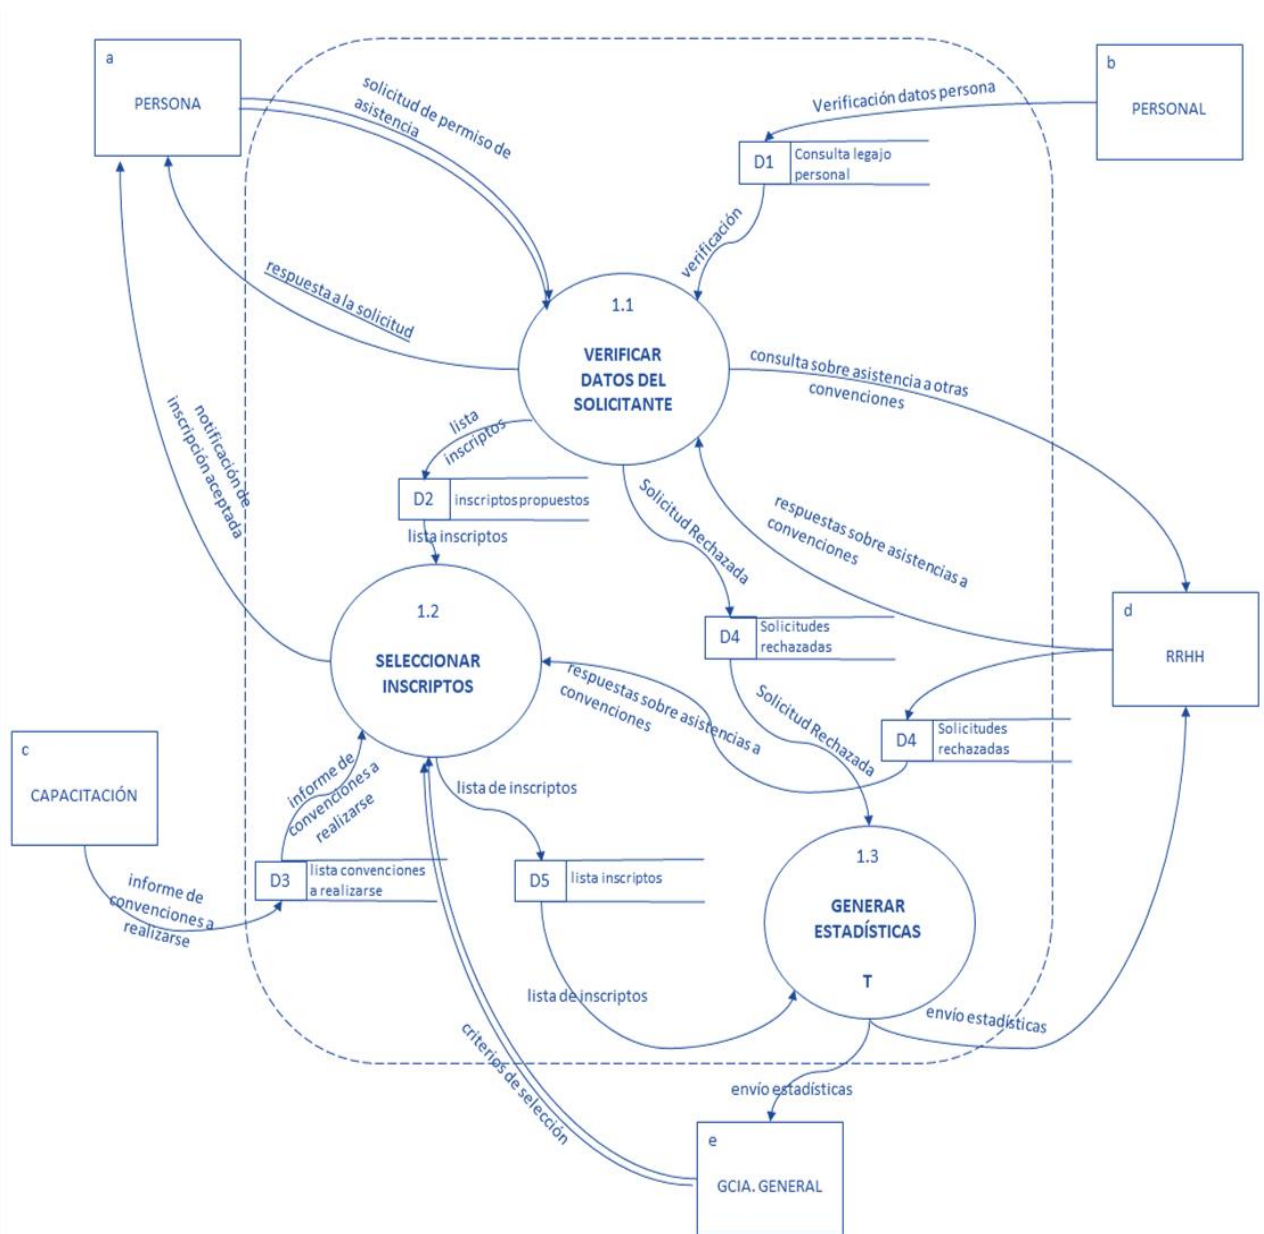 a
PERSONA
solicitud de permiso de
asistencia
b
PERSONAL
Verificación datos persona
D1
Consulta legajo
personal
verificación
respuesta a la solicitud
1.1
VERIFICAR
DATOS DEL
SOLICITANTE
consulta sobre asistencia a otras
convenciones
notificación de
inscripción aceptada
lista
inscriptos
D2
inscriptos propuestos
lista inscriptos
Solicitud Rechazada
respuestas sobre asistencias a
convenciones
D4
Solicitudes
rechazadas
d
RRHH
1.2
SELECCIONAR
INSCRIPTOS
respuestas sobre asistencias a
convenciones
Solicitud Rechazada
D4
Solicitudes
rechazadas
c
CAPACITACIÓN
informe de
convenciones a
realizarse
lista de inscriptos
informe de
convenciones a
realizarse
D3
lista convenciones
a realizarse
D5
lista inscriptos
1.3
GENERAR
ESTADÍSTICAS
T
lista de inscriptos
envío estadísticas
criterios de selección
envío estadísticas
e
GCIA. GENERAL